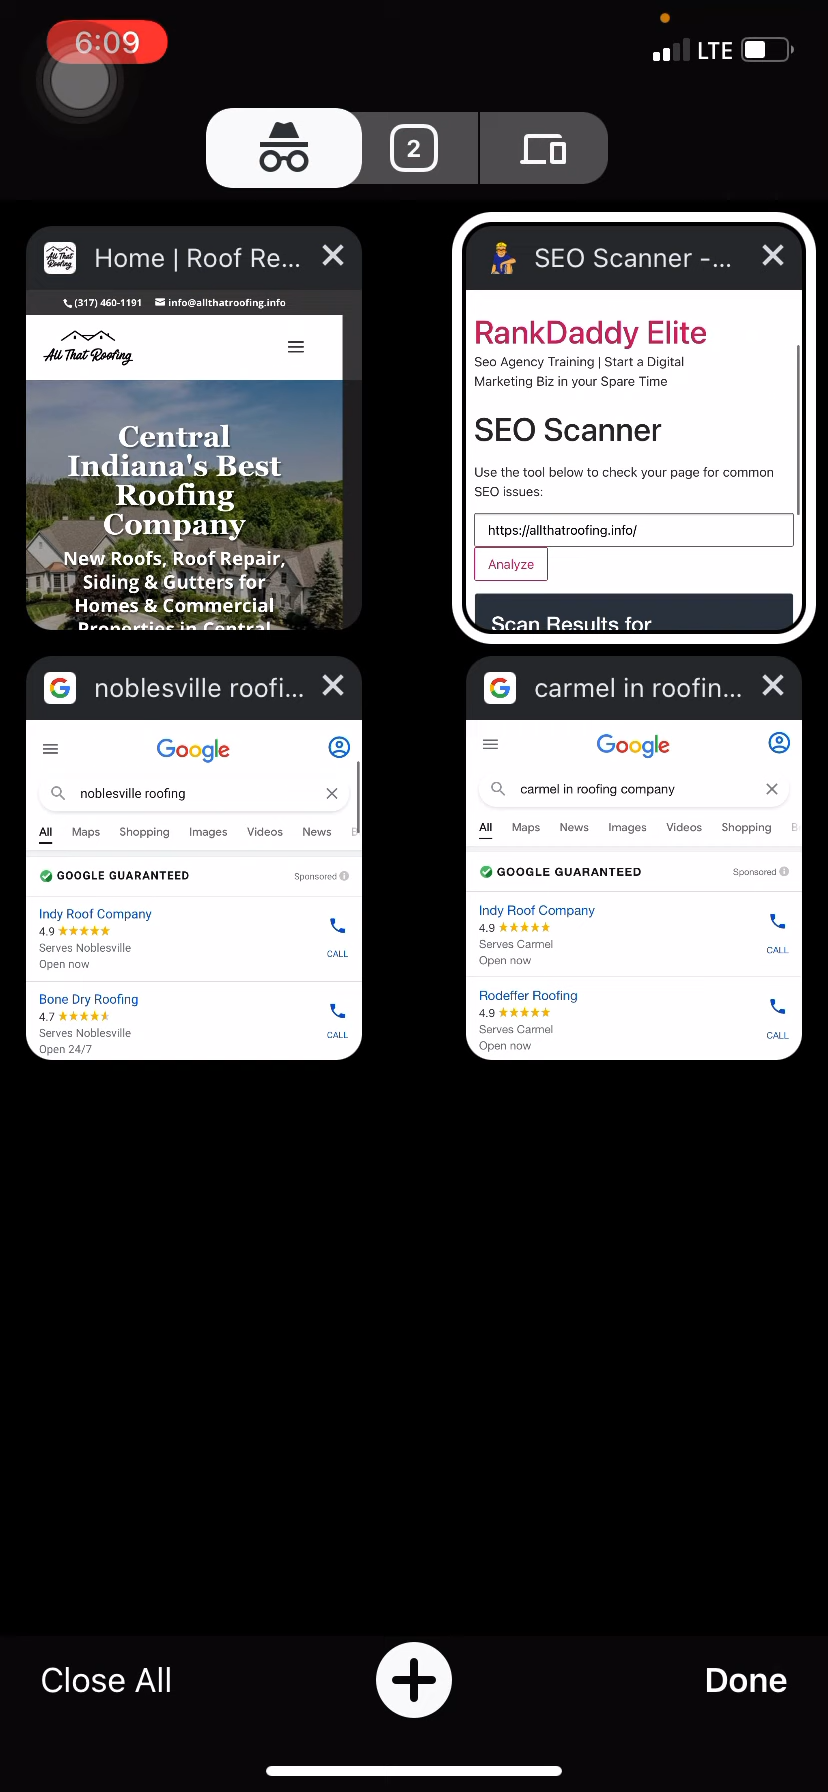 6:09
LTE
2
Home | Roof Re...
(317) 460-1191 info@allthatroofing.info
All That Roofing
Central
Indiana's Best
Roofing
Company
New Roofs, Roof Repair,
Siding & Gutters for
Homes & Commercial
Properties in Central
SEO Scanner -...
RankDaddy Elite
Seo Agency Training | Start a Digital
Marketing Biz in your Spare Time
SEO Scanner
Use the tool below to check your page for common
SEO issues:
https://allthatroofing.info/
Analyze
Scan Results for
noblesville roofi...
Google
noblesville roofing
All Maps Shopping Images Videos News
GOOGLE GUARANTEED Sponsored
Indy Roof Company
4.9
Serves Noblesville
Open now
CALL
Bone Dry Roofing
4.7
Serves Noblesville
Open 24/7
CALL
carmel in roofin...
Google
carmel in roofing company
All Maps News Images Videos Shopping B
GOOGLE GUARANTEED Sponsored
Indy Roof Company
4.9
Serves Carmel
Open now
CALL
Rodeffer Roofing
4.9
Serves Carmel
Open now
CALL
Close All
Done